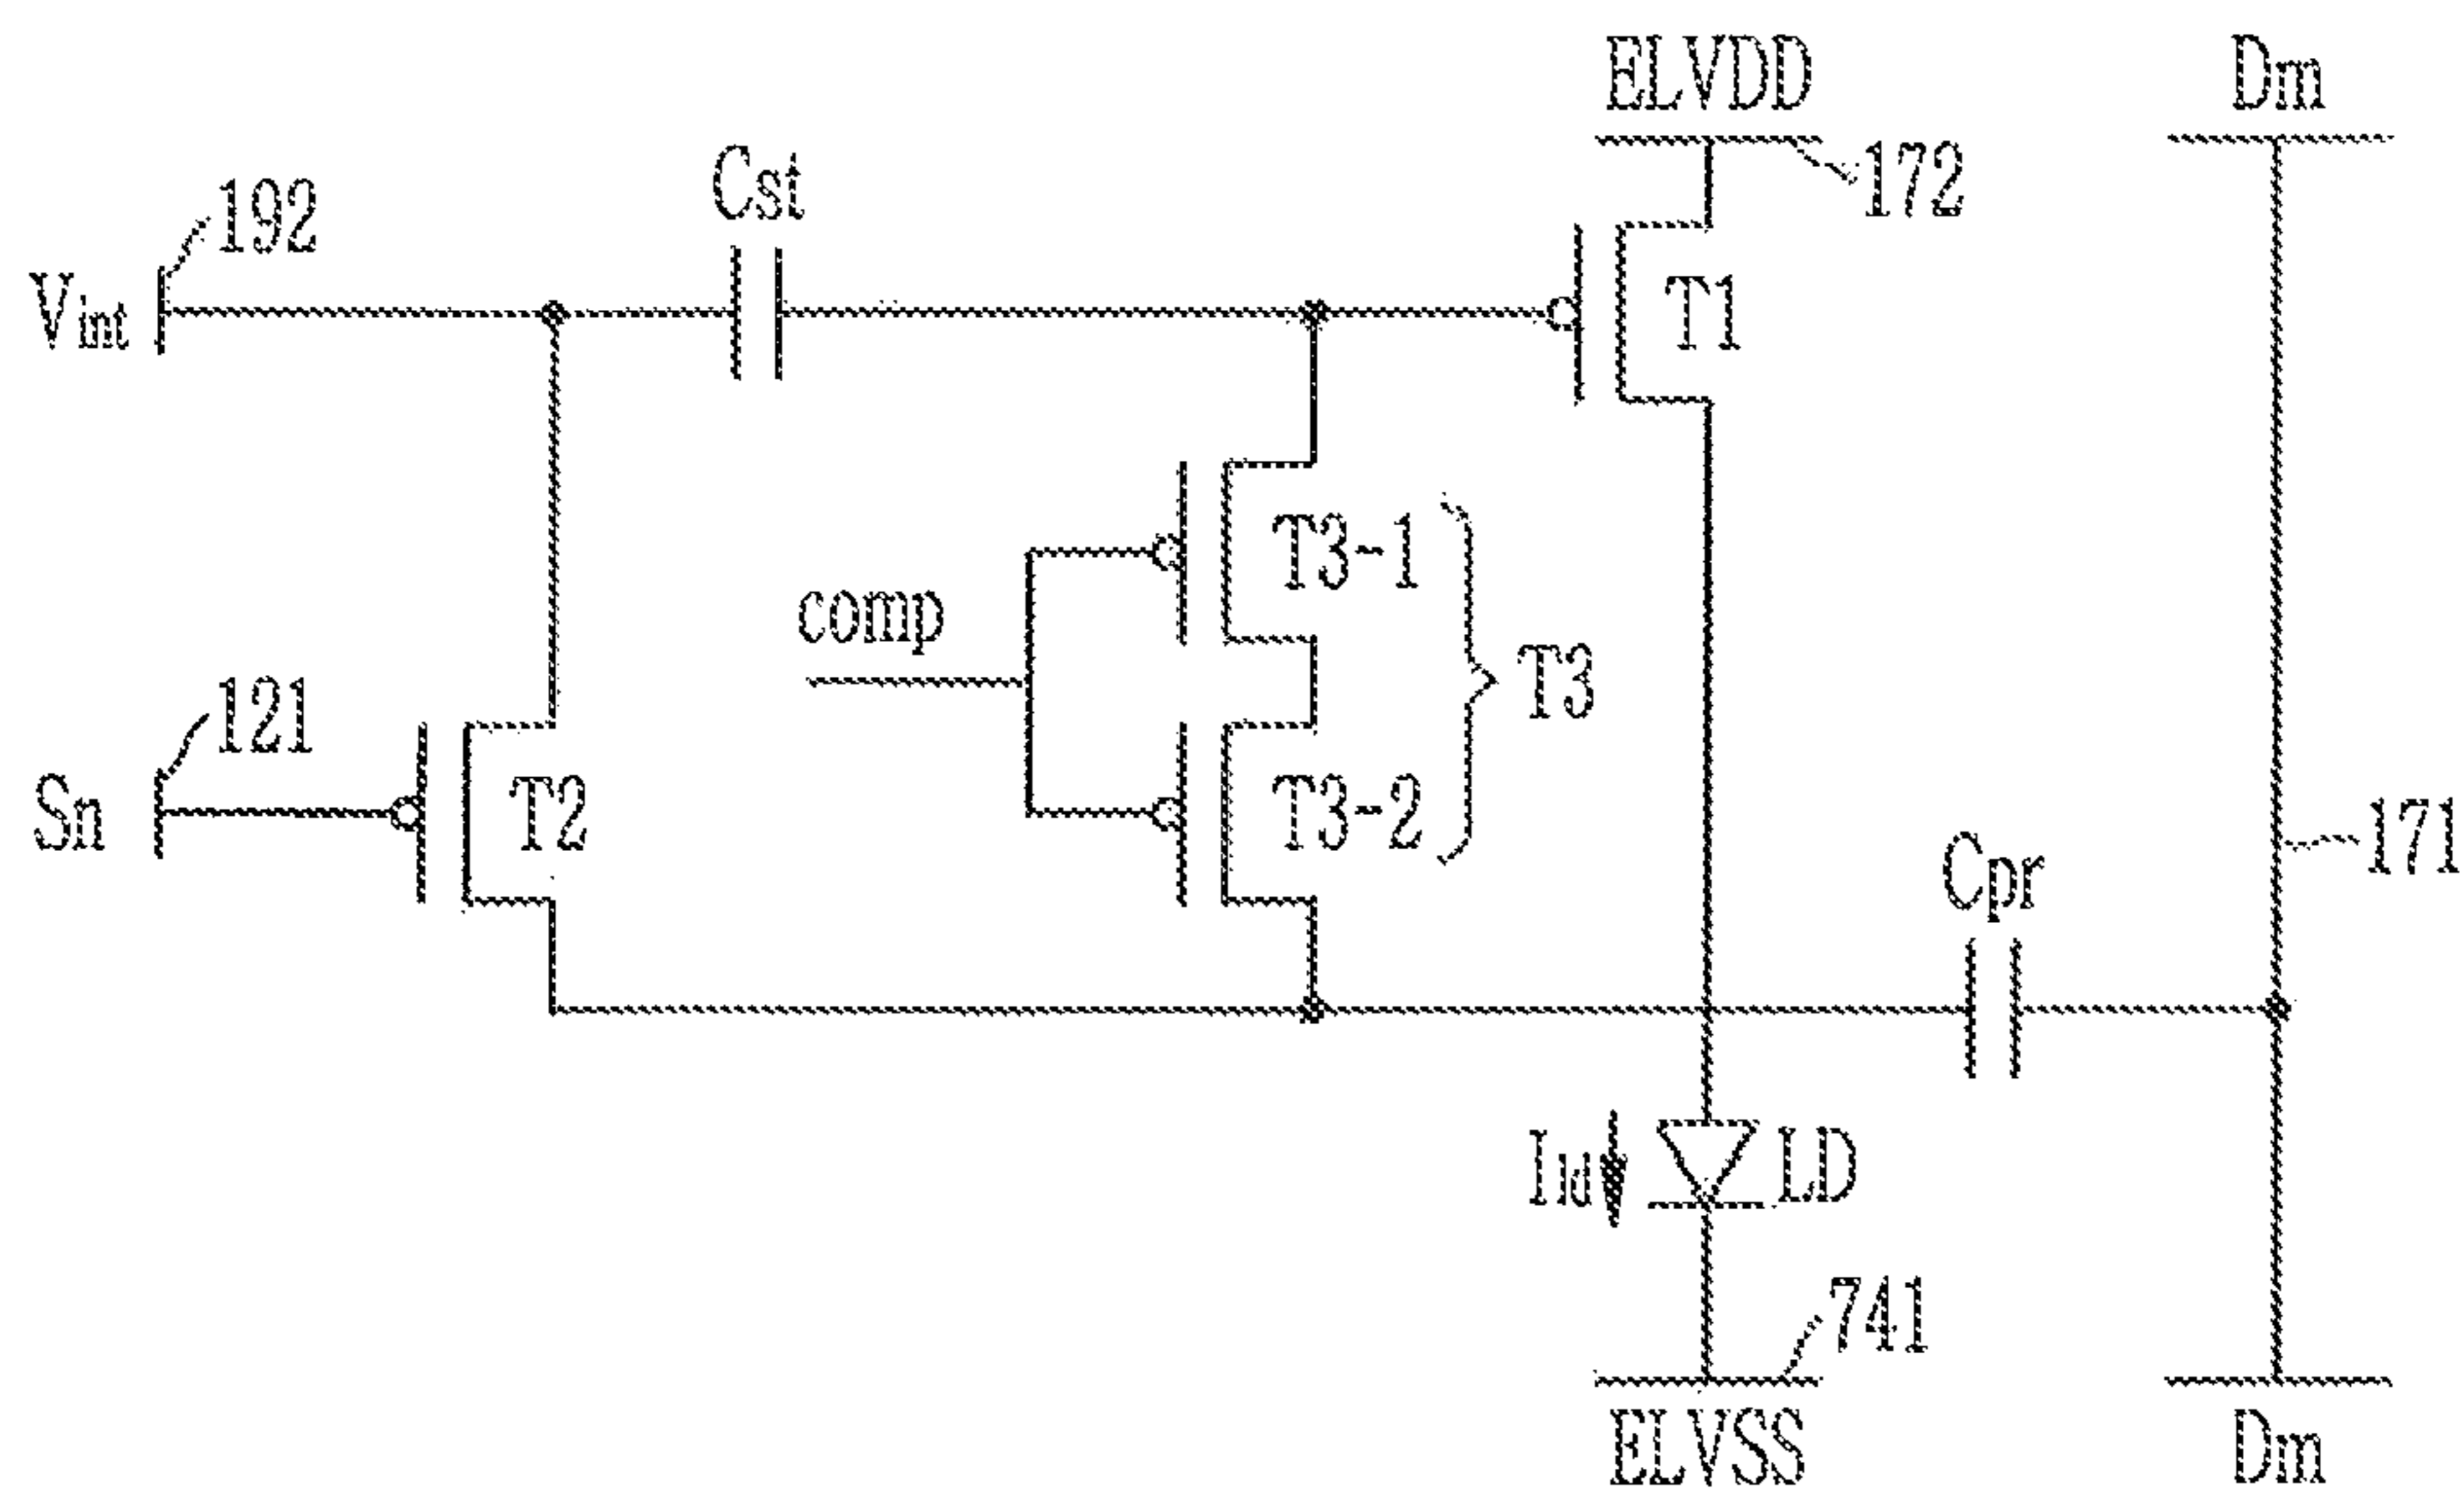 ELVDD
Dm
172
Cst
192
Vint
T1
T3-1
comp
T3
121
Sn
T2
T3-2
171
Cpr
Ild
LD
741
ELVSS
Dm